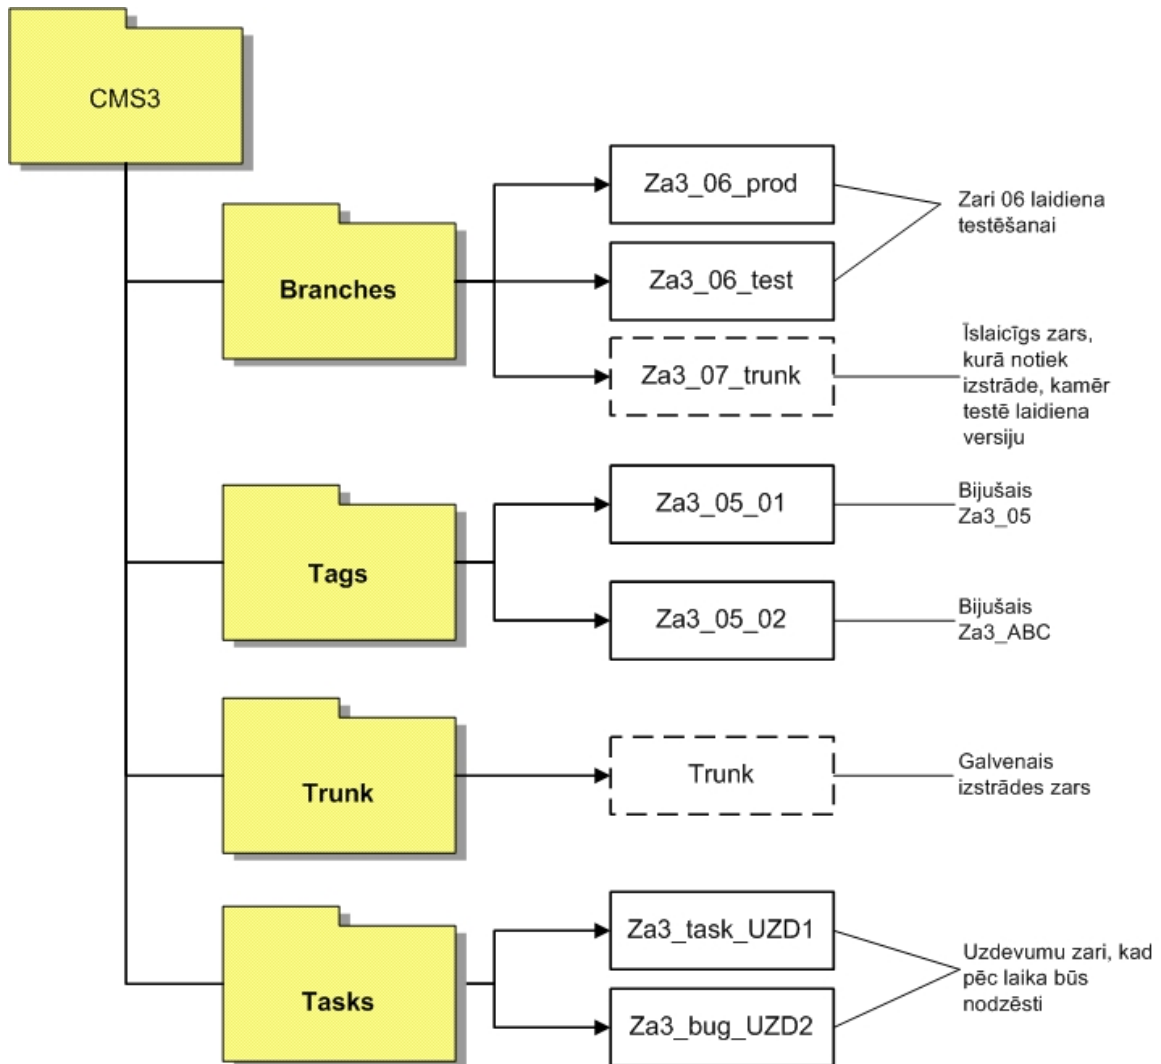 CMS3
Branches
Za3_06_prod
Za3_06_test
Zari 06 laidiena
testēšanai
Za3_07_trunk
Īslaicīgs zars,
kurā notiek
izstrāde, kamēr
testē laidiena
versiju
Tags
Za3_05_01
Bijušais
Za3_05
Za3_05_02
Bijušais
Za3_ABC
Trunk
Trunk
Galvenais
izstrādes zars
Tasks
Za3_task_UZD1
Za3_bug_UZD2
Uzdevumu zari, kad
pēc laika būs
nodzēsti